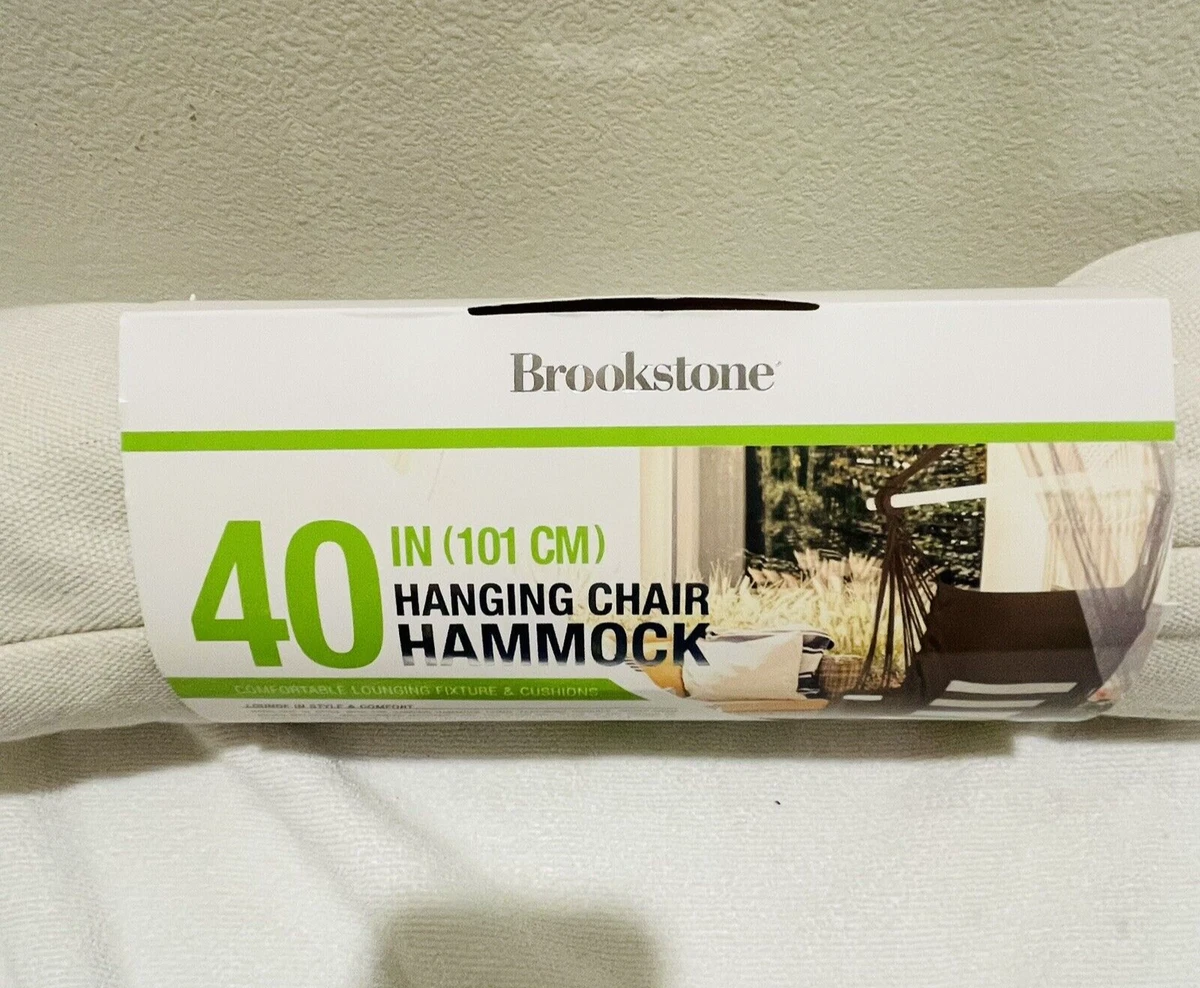 Brookstone
40 IN (101 CM)
HANGING CHAIR
HAMMOCK
COMFORTABLE LOUNGING FIXTURE & CUSHIONS
LOUNGE IN STYLE & COMFORT